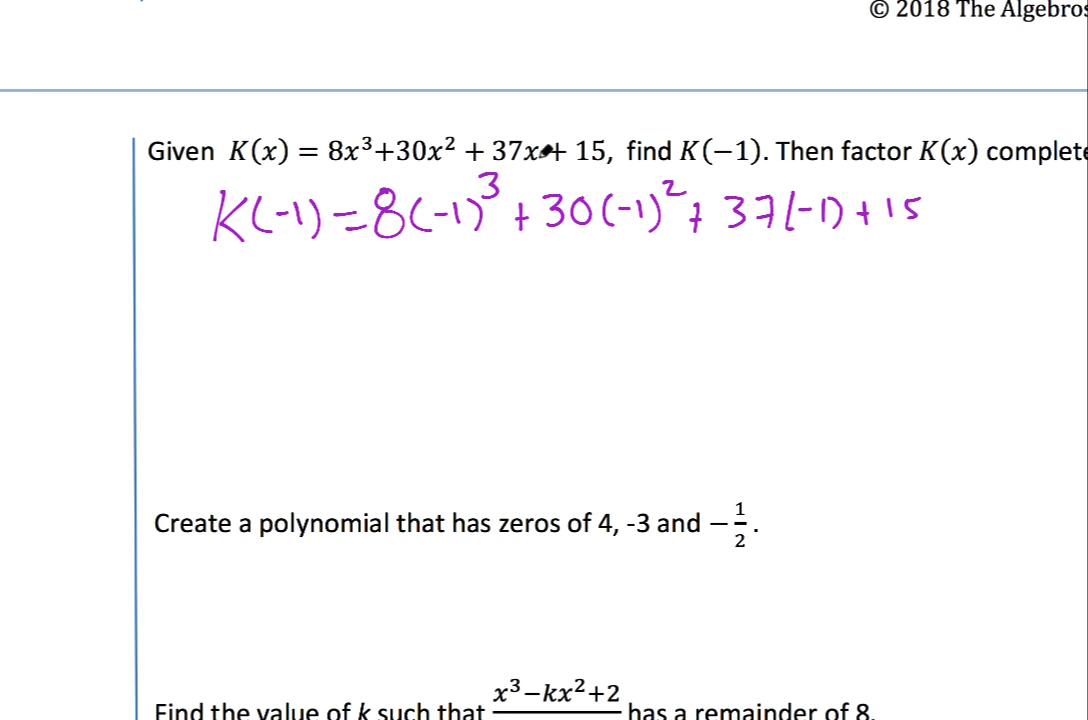 © 2018 The Algebros
Given K(x) = 8x³+30x² + 37x + 15, find K(−1). Then factor K(x) complete
K(-1) = 8(-1)³ + 30(-1)² + 37(-1) + 15
Create a polynomial that has zeros of 4, -3 and −1/2.
Find the value of k such that x³−kx²+2 has a remainder of 8.